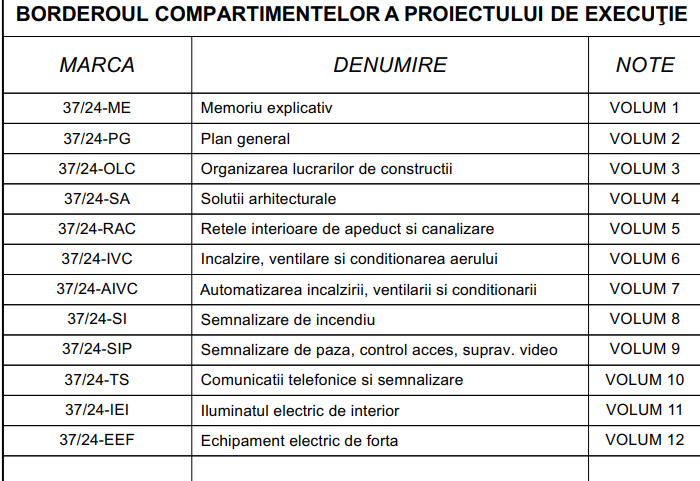 BORDEROUL COMPARTIMENTELOR A PROIECTULUI DE EXECUŢIE
MARCA DENUMIRE NOTE
37/24-ME Memoriu explicativ VOLUM 1
37/24-PG Plan general VOLUM 2
37/24-OLC Organizarea lucrarilor de constructii VOLUM 3
37/24-SA Solutii arhitecturale VOLUM 4
37/24-RAC Retele interioare de apeduct si canalizare VOLUM 5
37/24-IVC Incalzire, ventilare si conditionarea aerului VOLUM 6
37/24-AIVC Automatizarea incalzirii, ventilarii si conditionarii VOLUM 7
37/24-SI Semnalizare de incendiu VOLUM 8
37/24-SIP Semnalizare de paza, control acces, suprav. video VOLUM 9
37/24-TS Comunicatii telefonice si semnalizare VOLUM 10
37/24-IEI Iluminatul electric de interior VOLUM 11
37/24-EEF Echipament electric de forta VOLUM 12